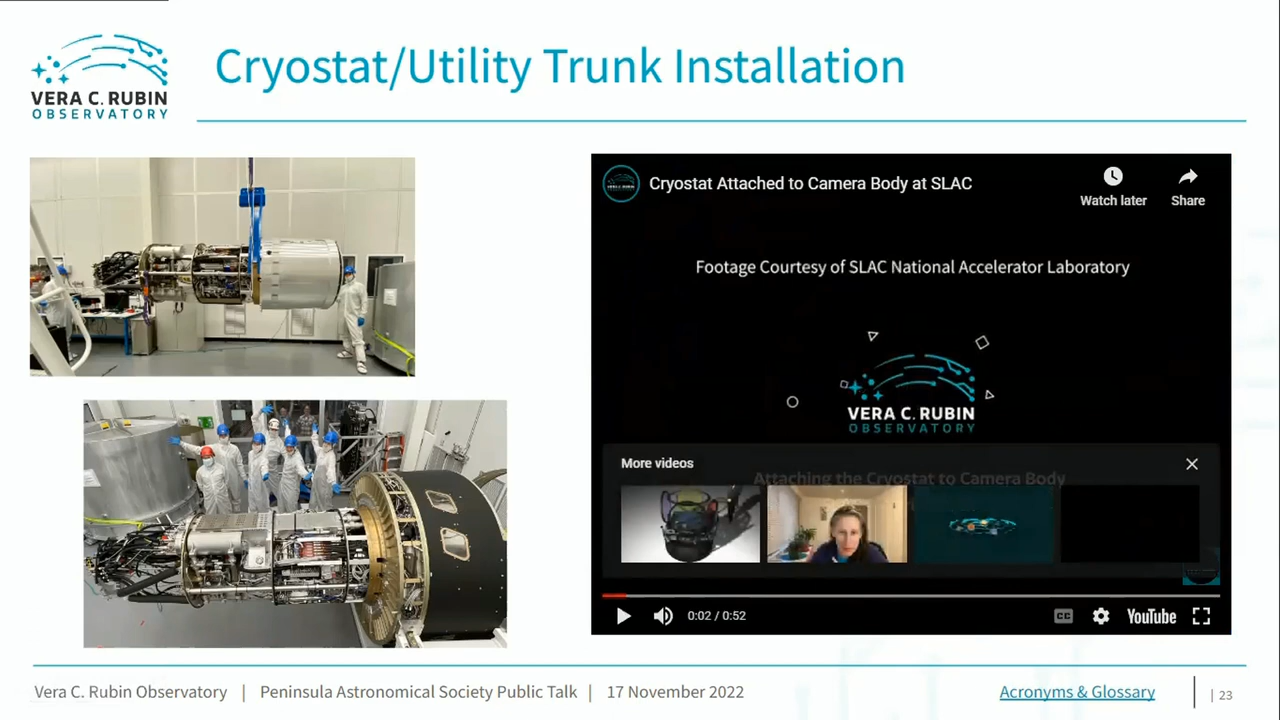 VERA C. RUBIN
OBSERVATORY
Cryostat/Utility Trunk Installation
Cryostat Attached to Camera Body at SLAC
Watch later
Share
Footage Courtesy of SLAC National Accelerator Laboratory
VERA C. RUBIN
OBSERVATORY
More videos
Attaching the Cryostat to Camera Body
0:02 / 0:52
CC
YouTube
Vera C. Rubin Observatory | Peninsula Astronomical Society Public Talk | 17 November 2022
Acronyms & Glossary
| 23